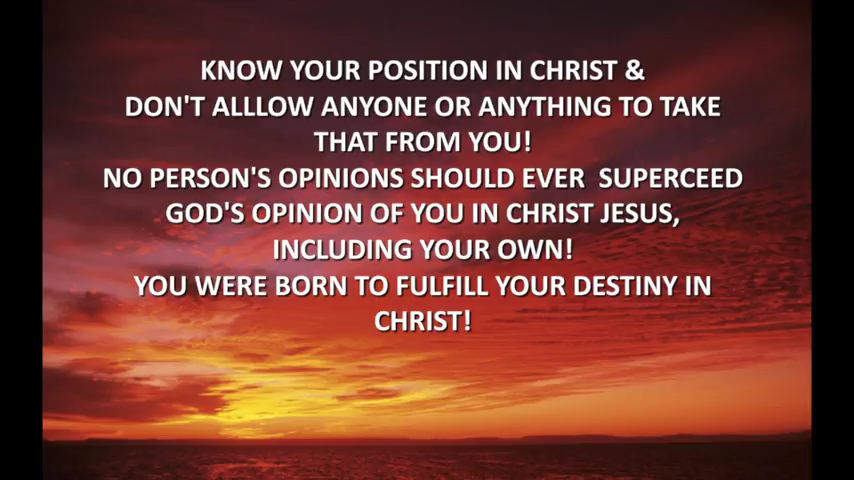 KNOW YOUR POSITION IN CHRIST &
DON'T ALLLOW ANYONE OR ANYTHING TO TAKE
THAT FROM YOU!
NO PERSON'S OPINIONS SHOULD EVER  SUPERCEED
GOD'S OPINION OF YOU IN CHRIST JESUS,
INCLUDING YOUR OWN!
YOU WERE BORN TO FULFILL YOUR DESTINY IN
CHRIST!